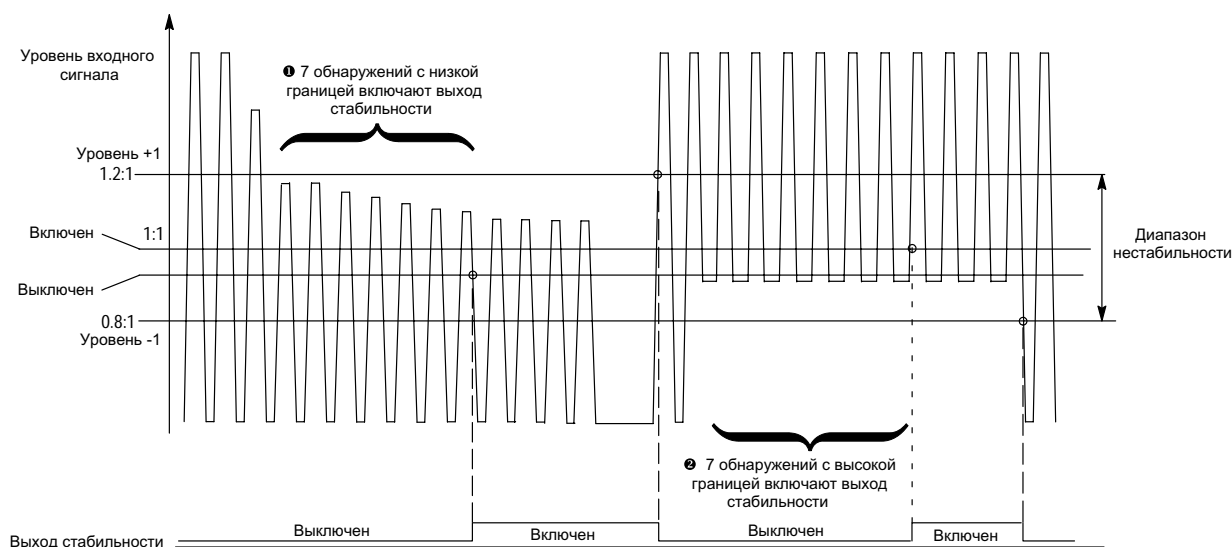 Уровень входного
сигнала
❶ 7 обнаружений с низкой
границей включают выход
стабильности
Уровень +1
1.2:1
Включен
1:1
Выключен
0.8:1
Уровень -1
Диапазон
нестабильности
❷ 7 обнаружений с высокой
границей включают выход
стабильности
Выход стабильности
Выключен
Включен
Выключен
Включен